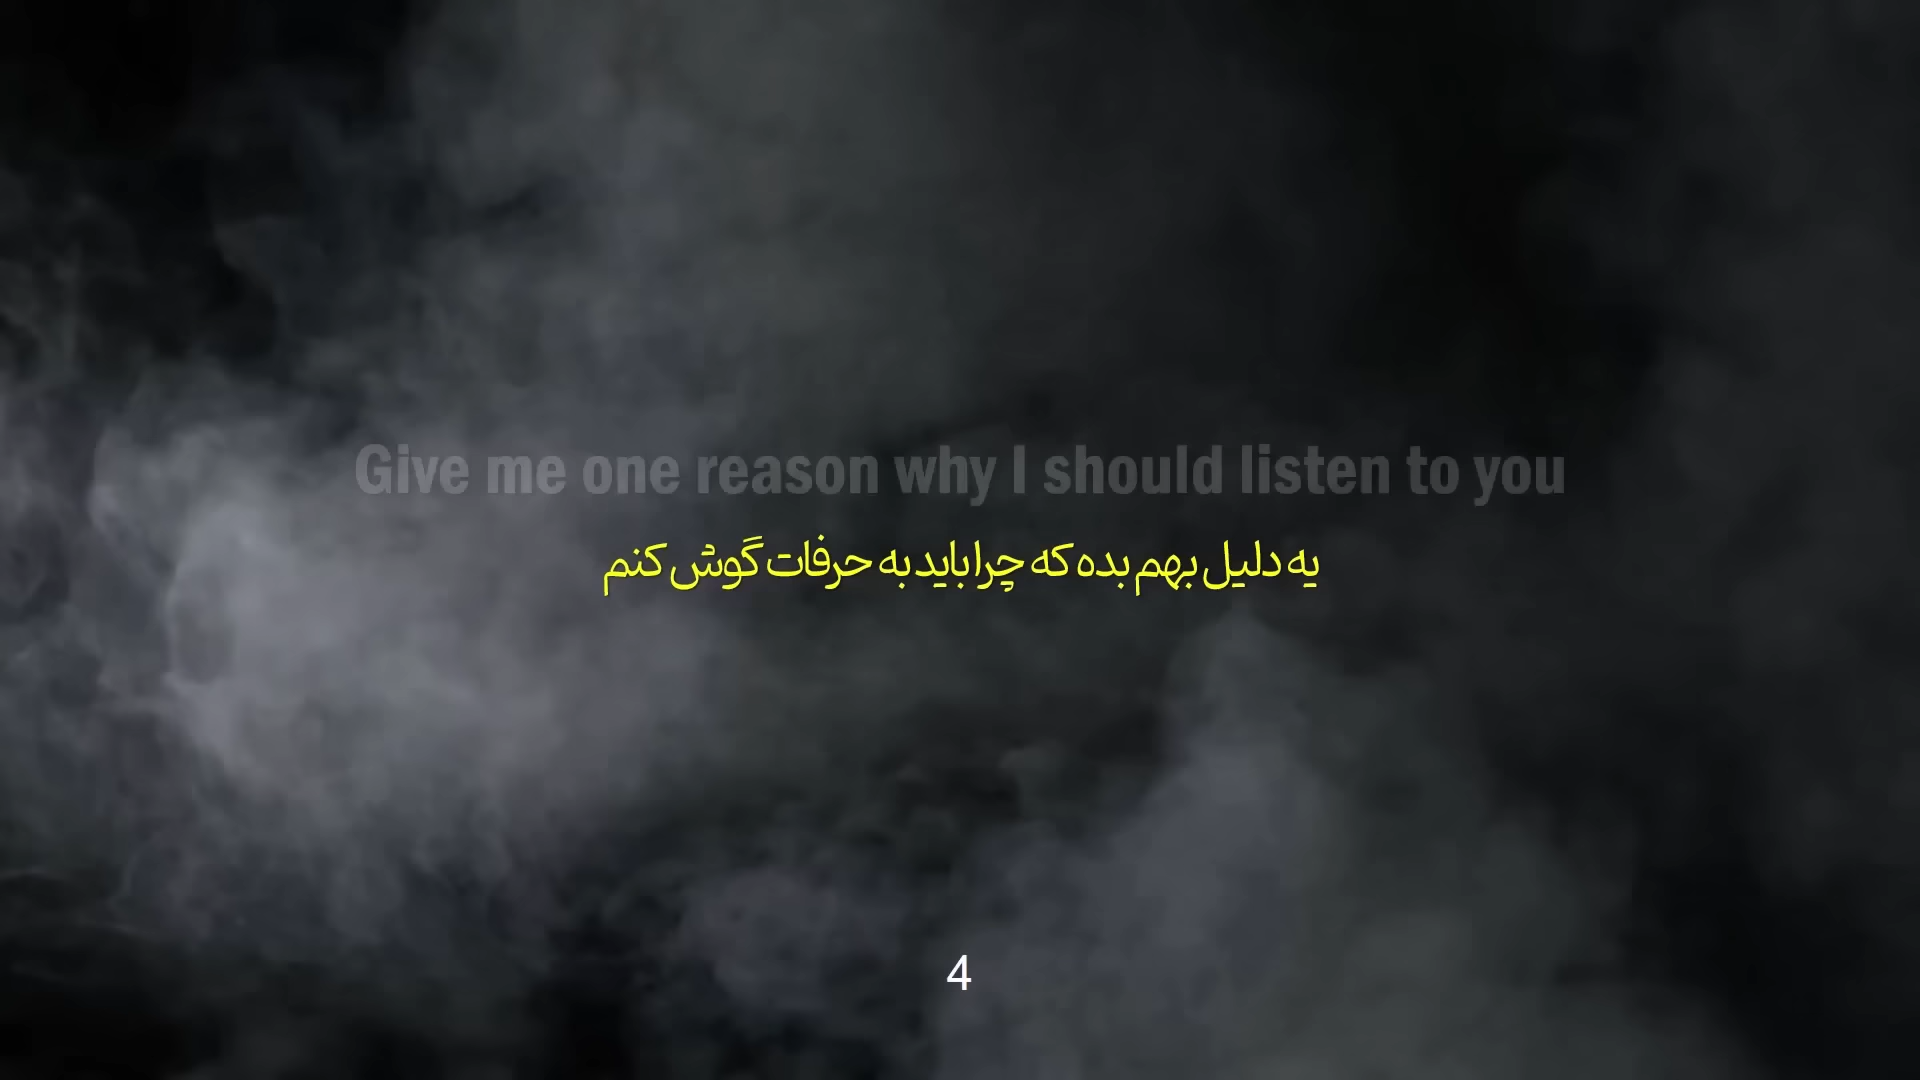 Give me one reason why I should listen to you
یه دلیل بهم بده که چرا باید به حرفات گوش کنم
4